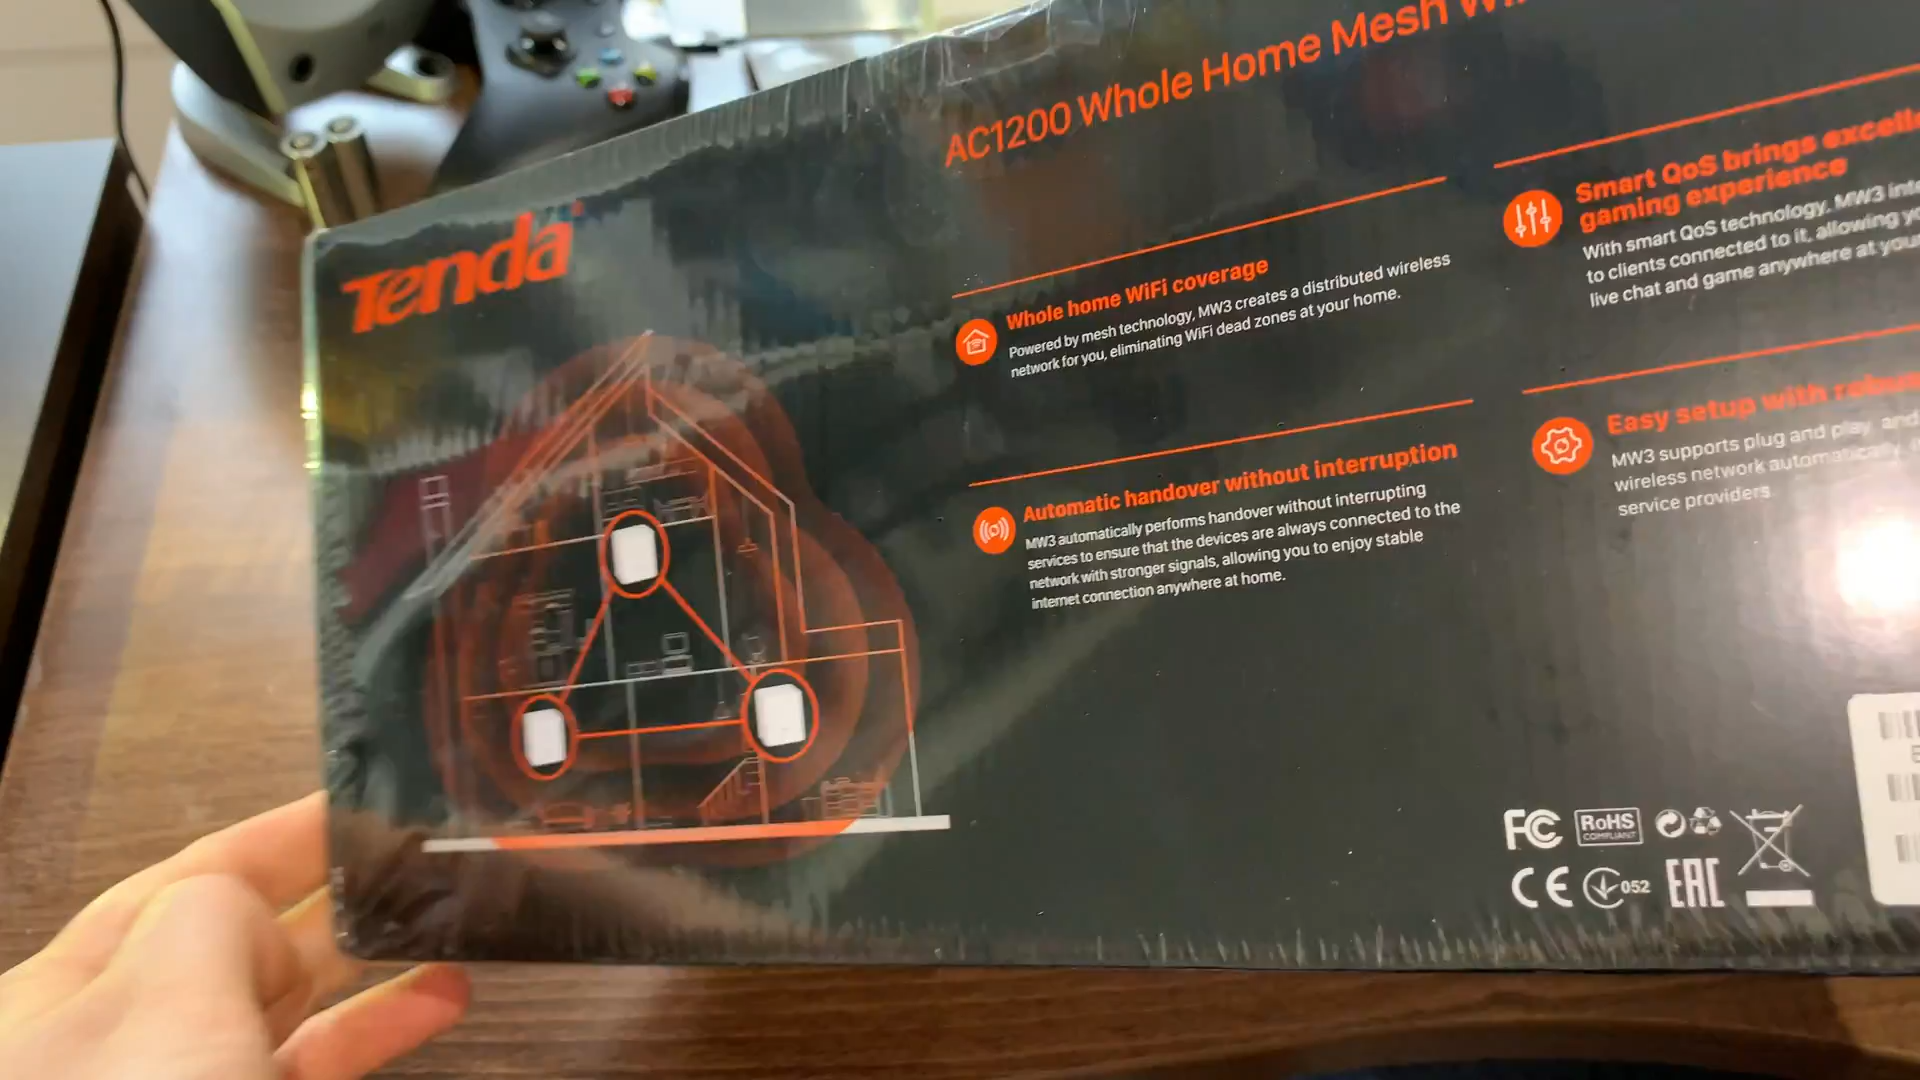 Tenda
AC1200 Whole Home Mesh
Whole home WiFi coverage
Powered by mesh technology, MW3 creates a distributed wireless
network for you, eliminating WiFi dead zones at your home.
Automatic handover without interruption
MW3 automatically performs handover without interrupting
services to ensure that the devices are always connected to the
network with stronger signals, allowing you to enjoy stable
internet connection anywhere at home.
Smart QoS brings
gaming experience
With smart QoS technology, MW3
to clients connected to it, allowing
live chat and game anywhere at your
Easy setup with
MW3 supports plug and play, and
wireless network automatically,
service providers.
FC RoHS
COMPLIANT
CE 052 EAC